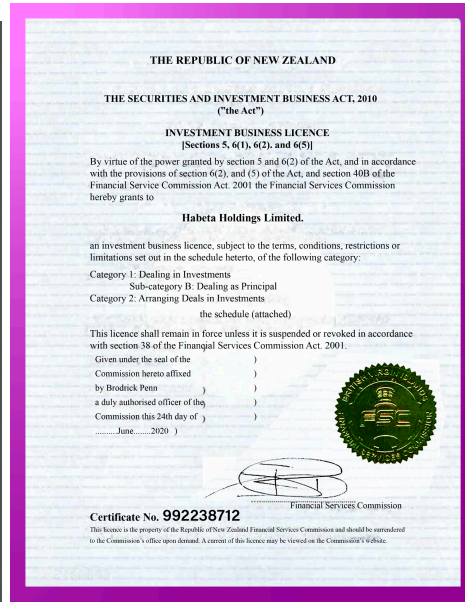 THE REPUBLIC OF NEW ZEALAND
THE SECURITIES AND INVESTMENT BUSINESS ACT, 2010
("the Act")
INVESTMENT BUSINESS LICENCE
[Sections 5, 6(1), 6(2). and 6(5)]
By virtue of the power granted by section 5 and 6(2) of the Act, and in accordance
with the provisions of section 6(2), and (5) of the Act, and section 40B of the
Financial Service Commission Act. 2001 the Financial Services Commission
hereby grants to
Habeta Holdings Limited.
an investment business licence, subject to the terms, conditions, restrictions or
limitations set out in the schedule heterto, of the following category:
Category 1: Dealing in Investments
Sub-category B: Dealing as Principal
Category 2: Arranging Deals in Investments
the schedule (attached)
This licence shall remain in force unless it is suspended or revoked in accordance
with section 38 of the Finanqial Services Commission Act. 2001.
Given under the seal of the )
Commission hereto affixed )
by Brodrick Penn ) )
a duly authorised officer of the) )
Commission this 24th day of ) )
..........June........2020 )
BRITISH VIRGIN ISLANDS
FSC
FINANCIAL SERVICES COMMISSION
Financial Services Commission
Certificate No. 992238712
This licence is the property of the Republic of New Zealand Financial Services Commission and should be surrendered
to the Commission's office upon demand. A current of this licence may be viewed on the Commission's website.